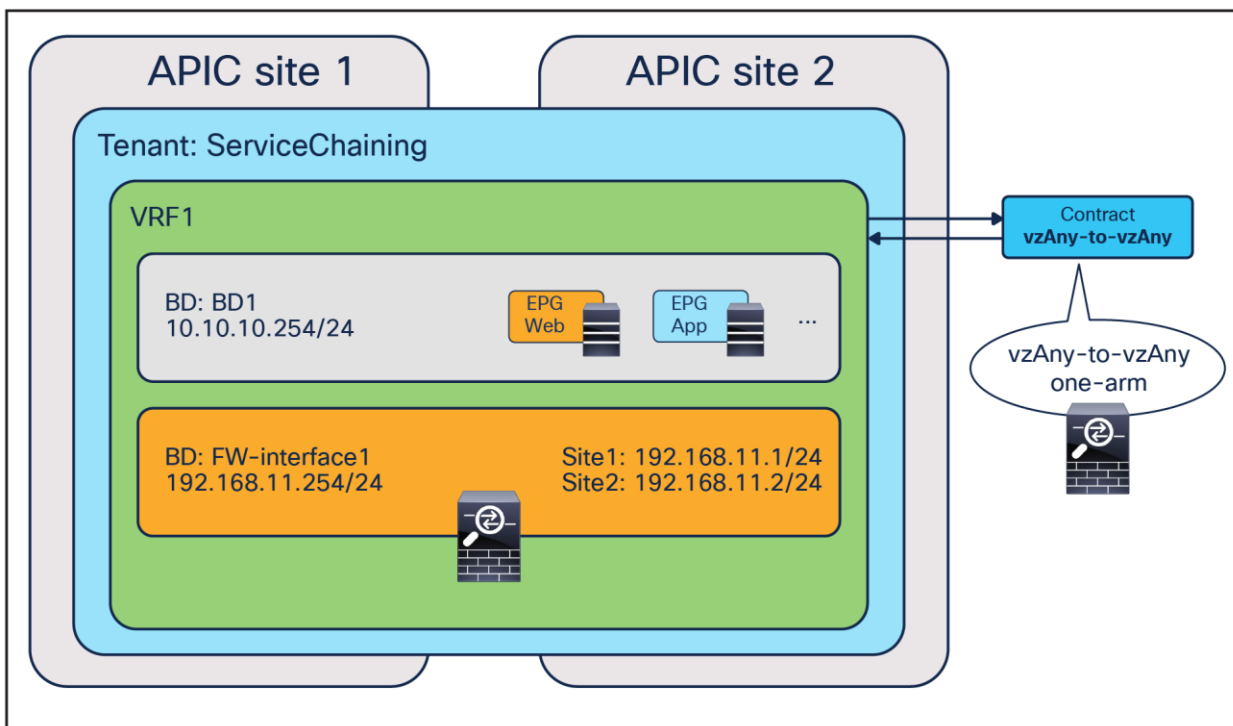 APIC site 1
APIC site 2
Tenant: ServiceChaining
VRF1
BD: BD1
10.10.10.254/24
EPG
Web
EPG
App
...
BD: FW-interface1
192.168.11.254/24
Site1: 192.168.11.1/24
Site2: 192.168.11.2/24
Contract
vzAny-to-vzAny
vzAny-to-vzAny
one-arm